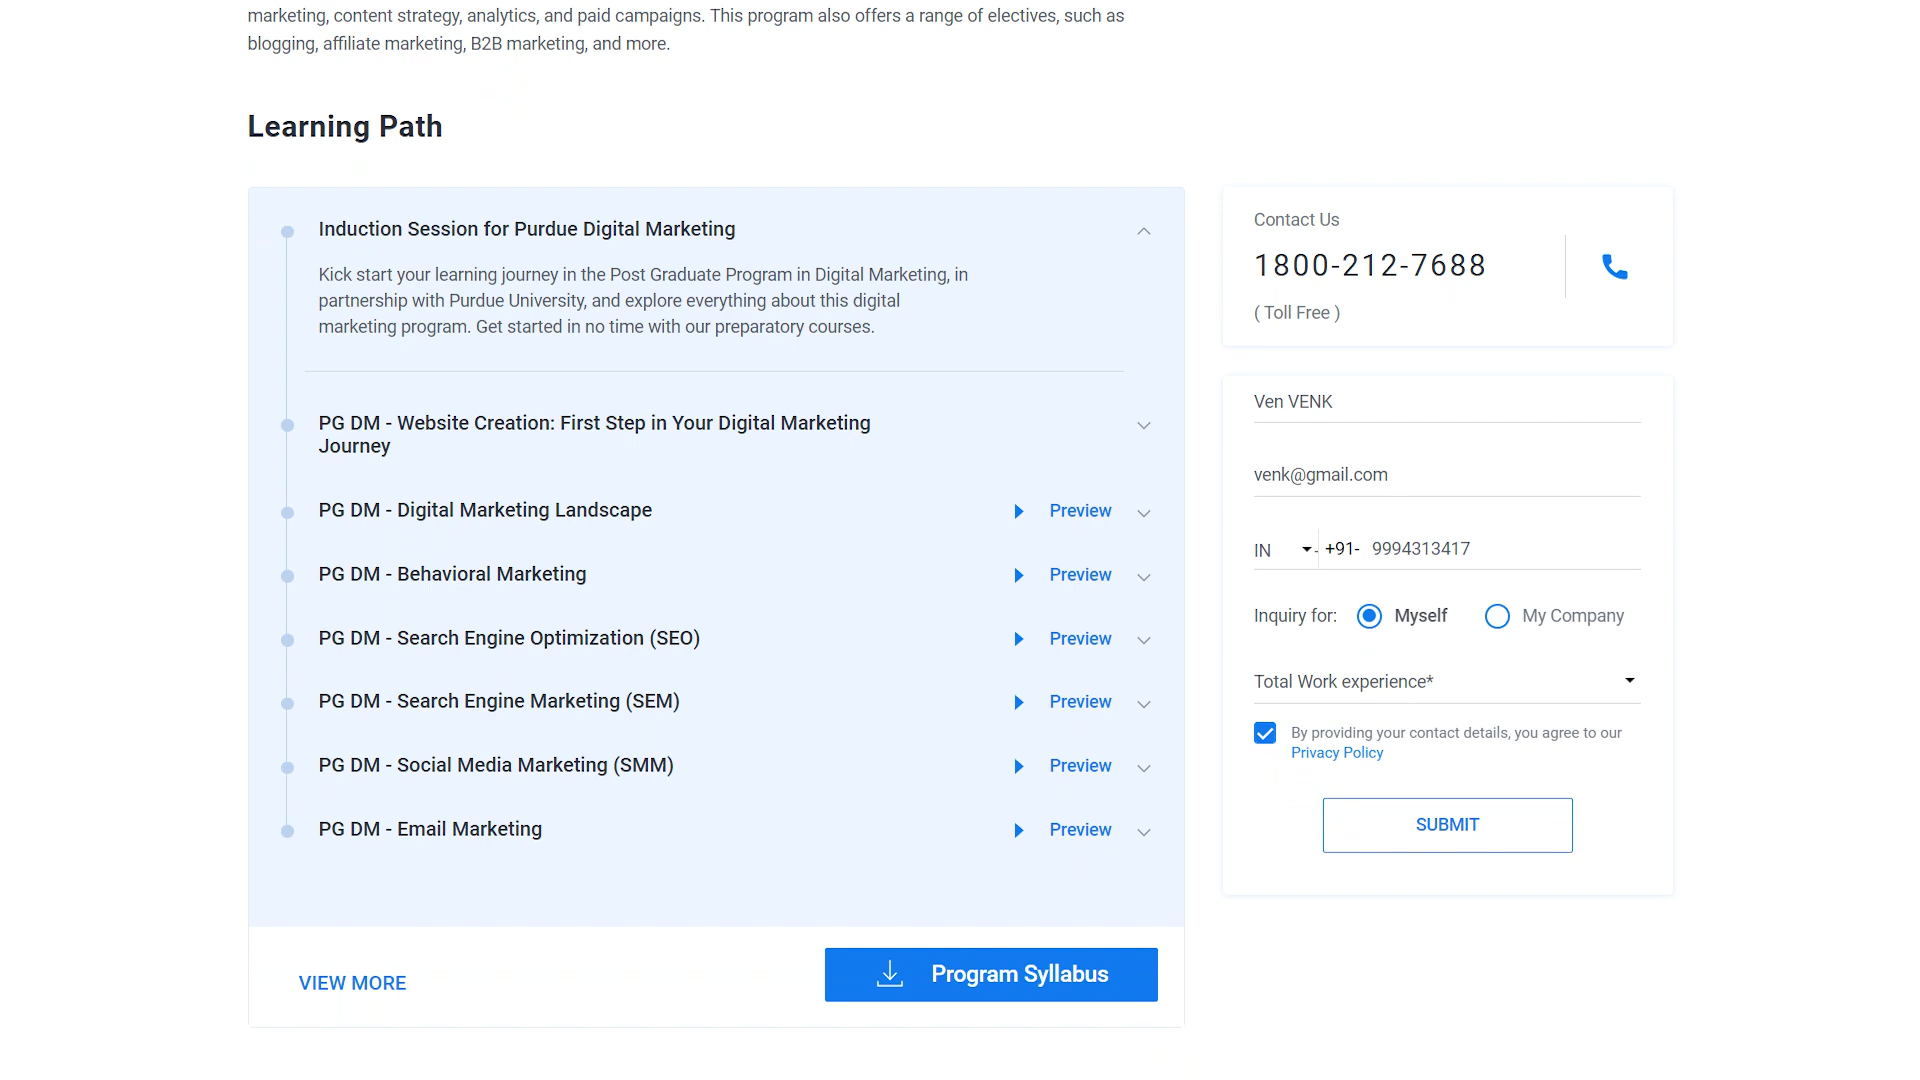 marketing, content strategy, analytics, and paid campaigns. This program also offers a range of electives, such as
blogging, affiliate marketing, B2B marketing, and more.
Learning Path
Induction Session for Purdue Digital Marketing
Kick start your learning journey in the Post Graduate Program in Digital Marketing, in
partnership with Purdue University, and explore everything about this digital
marketing program. Get started in no time with our preparatory courses.
PG DM - Website Creation: First Step in Your Digital Marketing
Journey
PG DM - Digital Marketing Landscape Preview
PG DM - Behavioral Marketing Preview
PG DM - Search Engine Optimization (SEO) Preview
PG DM - Search Engine Marketing (SEM) Preview
PG DM - Social Media Marketing (SMM) Preview
PG DM - Email Marketing Preview
VIEW MORE
Program Syllabus
Contact Us
1800-212-7688
( Toll Free )
Ven VENK
venk@gmail.com
IN - +91- 9994313417
Inquiry for: Myself My Company
Total Work experience*
By providing your contact details, you agree to our
Privacy Policy
SUBMIT